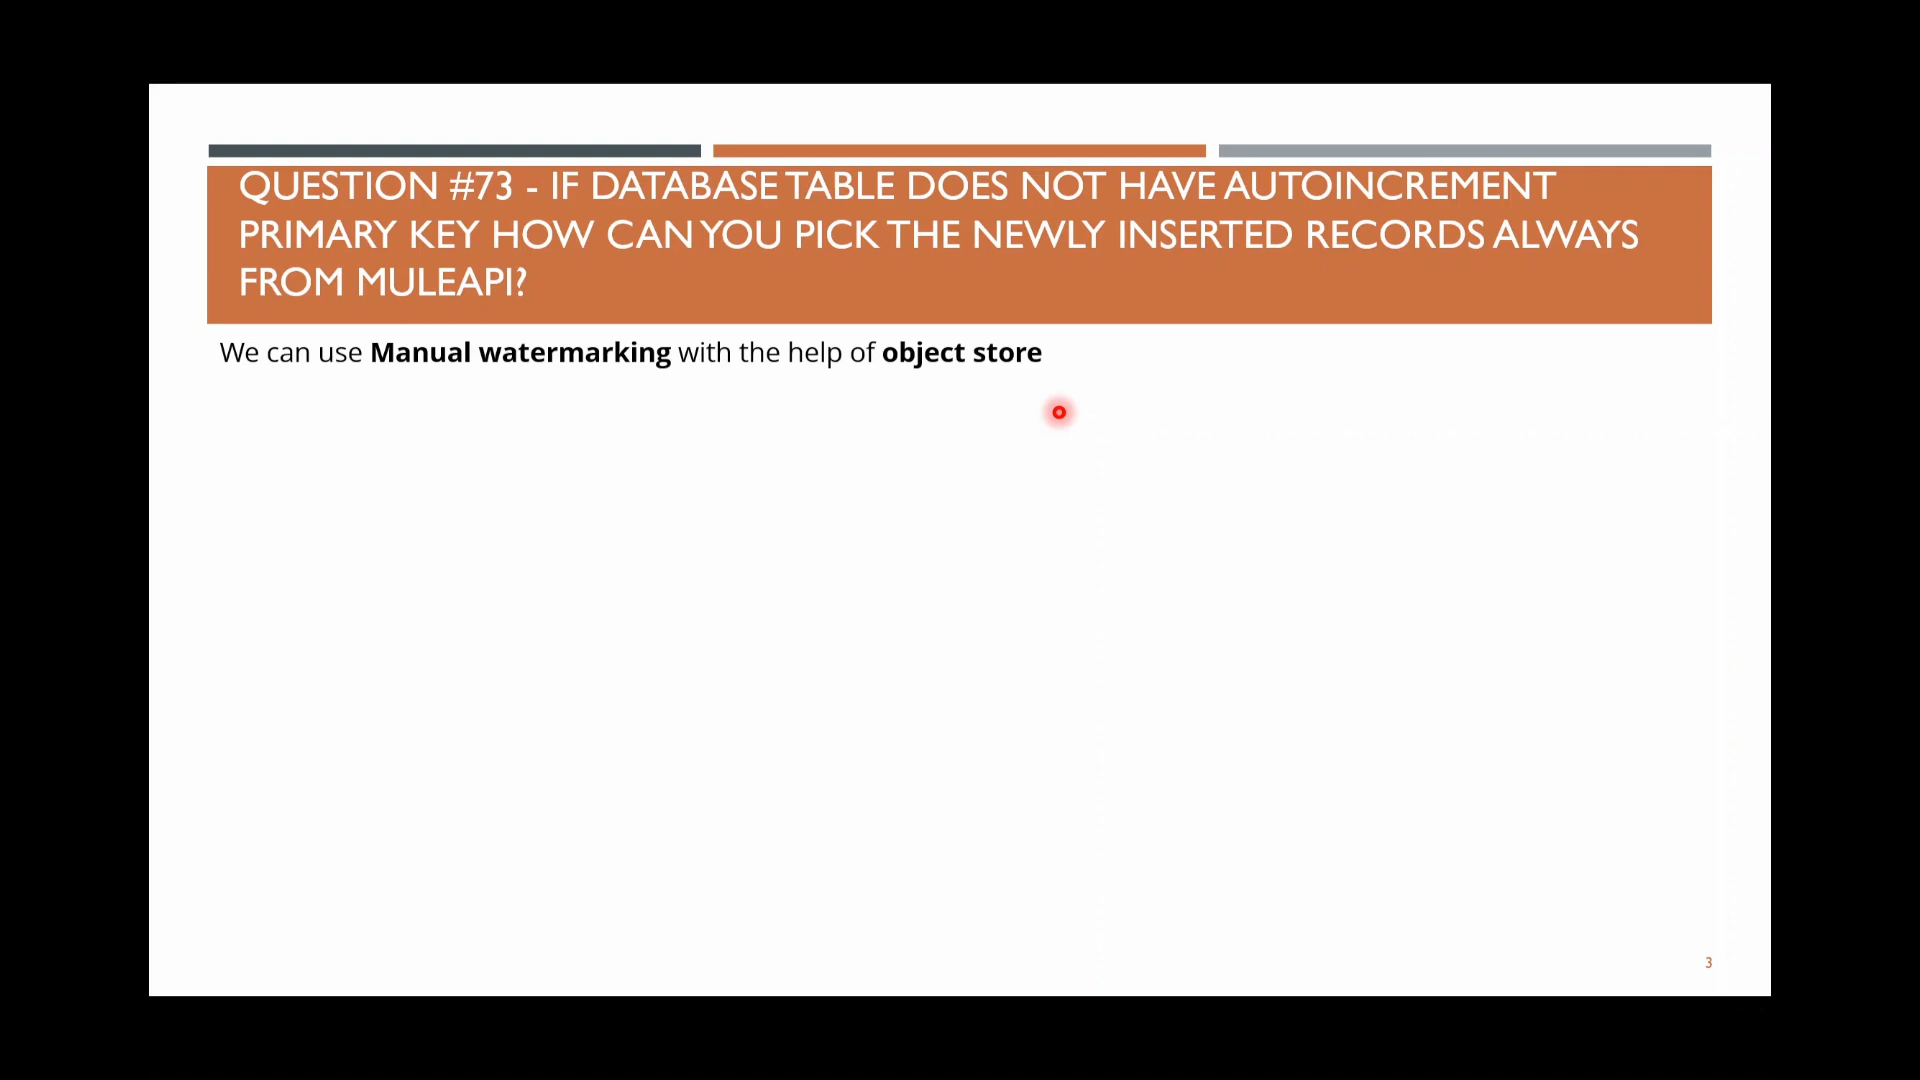 QUESTION #73 - IF DATABASE TABLE DOES NOT HAVE AUTOINCREMENT
PRIMARY KEY HOW CAN YOU PICK THE NEWLY INSERTED RECORDS ALWAYS
FROM MULEAPI?
We can use Manual watermarking with the help of object store
3